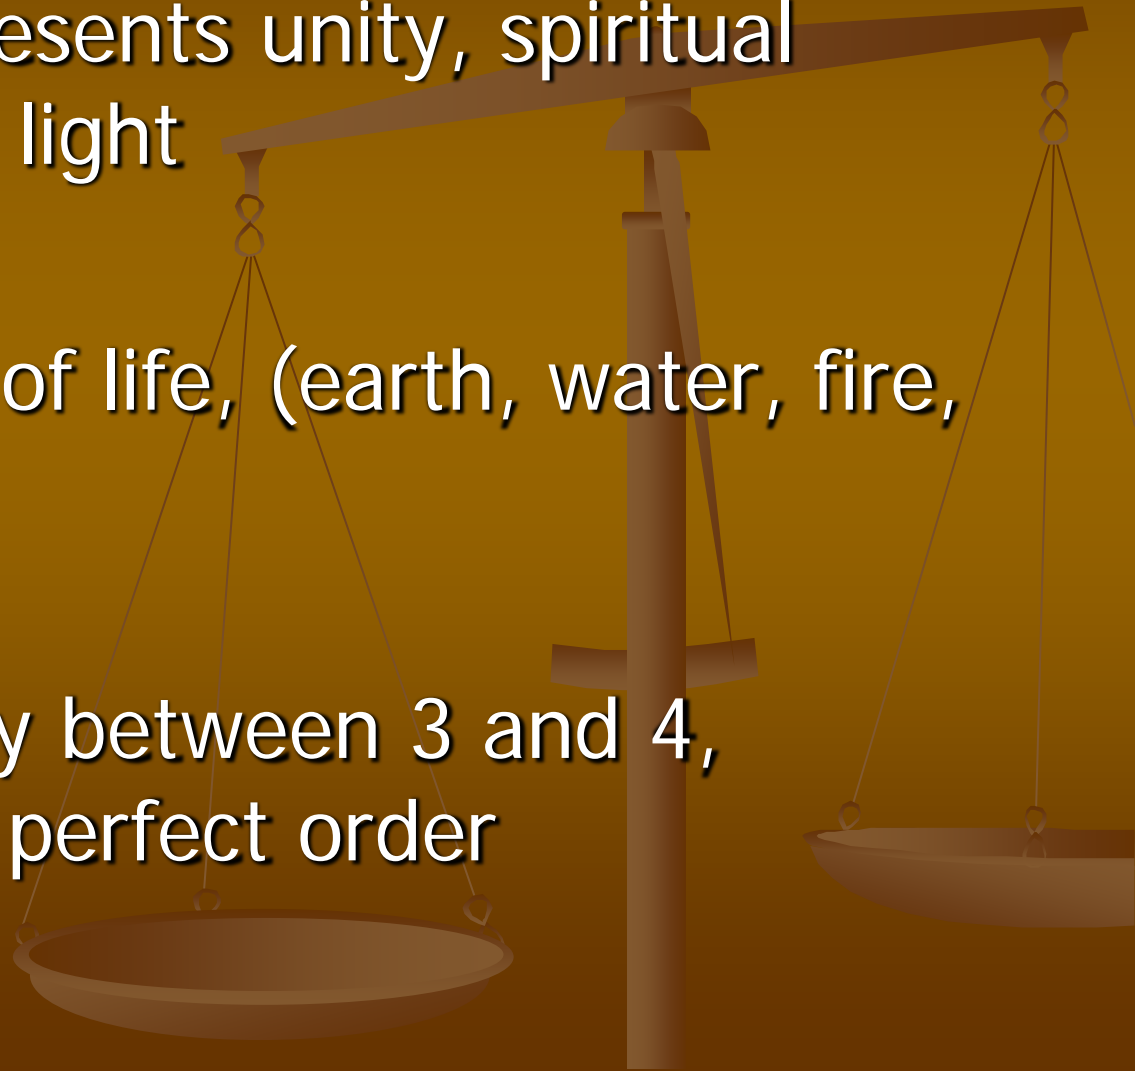 esents unity, spiritual
light
of life, (earth, water, fire,
y between 3 and 4,
perfect order